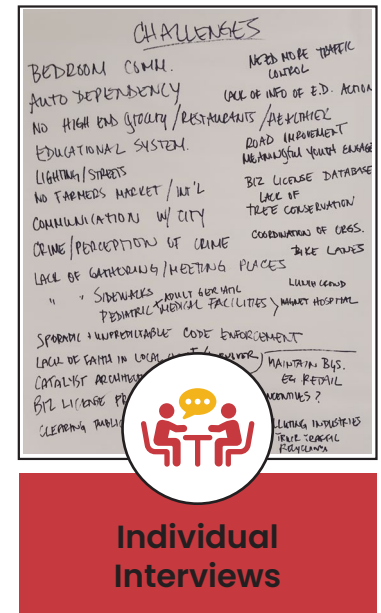 CHALLENGES
BEDROOM COMM.
AUTO DEPENDENCY
NO HIGH END GROCERY/RESTAURANTS/HEALTHIER
EDUCATIONAL SYSTEM.
LIGHTING/STREETS
NO FARMERS MARKET/INT'L
COMMUNICATION W/ CITY
CRIME/PERCEPTION OF CRIME
LACK OF GATHERING/MEETING PLACES
" " SIDEWALKS
PEDIATRIC + ADULT GERIATIC MEDICAL FACILITIES > MAGNET HOSPITAL
SPORADIC + UNPREDICTABLE CODE ENFORCEMENT
LACK OF FAITH IN LOCAL
CATALYST
BIZ LICENSE
CLEARING
NEED MORE TRAFFIC
CONTROL
LACK OF INFO OF E.D. ACTION
ROAD IMPROVEMENT
MEANINGFUL YOUTH ENGAGE
BIZ LICENSE DATABASE
LACK OF
TREE CONSERVATION
COORDINATION OF ORGS.
BIKE LANES
LUNCH CROWD
MAINTAIN
RETAIL
INDUSTRIES
TRUCK TRAFFIC
Individual
Interviews